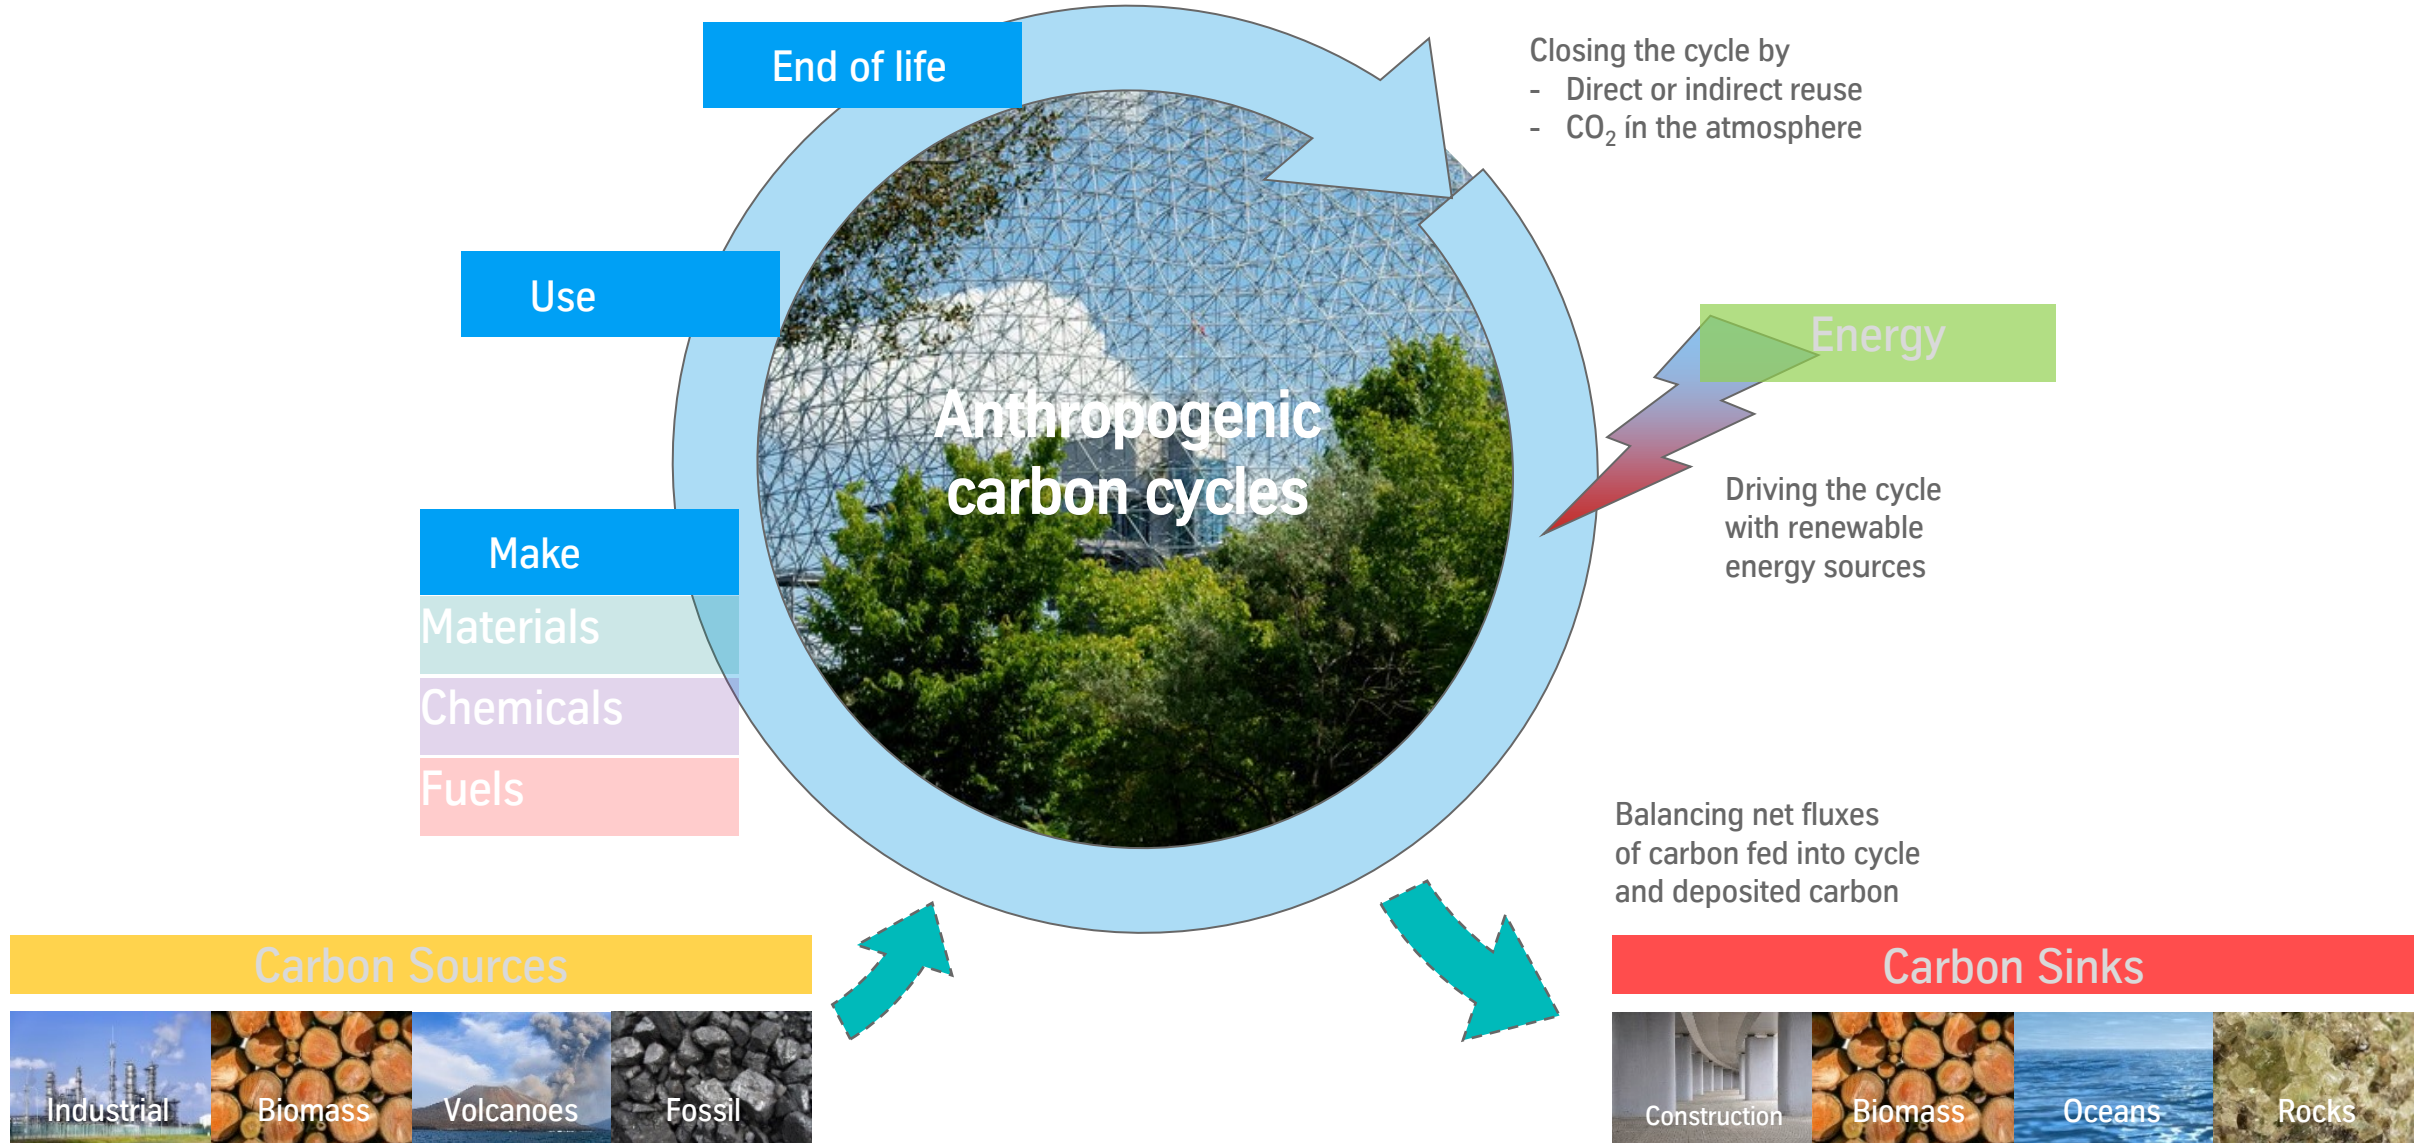 End of life
Closing the cycle by
- Direct or indirect reuse
- CO₂ ín the atmosphere
Use
Energy
Anthropogenic
carbon cycles
Driving the cycle
with renewable
energy sources
Make
Materials
Chemicals
Fuels
Balancing net fluxes
of carbon fed into cycle
and deposited carbon
Carbon Sources
Carbon Sinks
Industrial
Biomass
Volcanoes
Fossil
Construction
Biomass
Oceans
Rocks